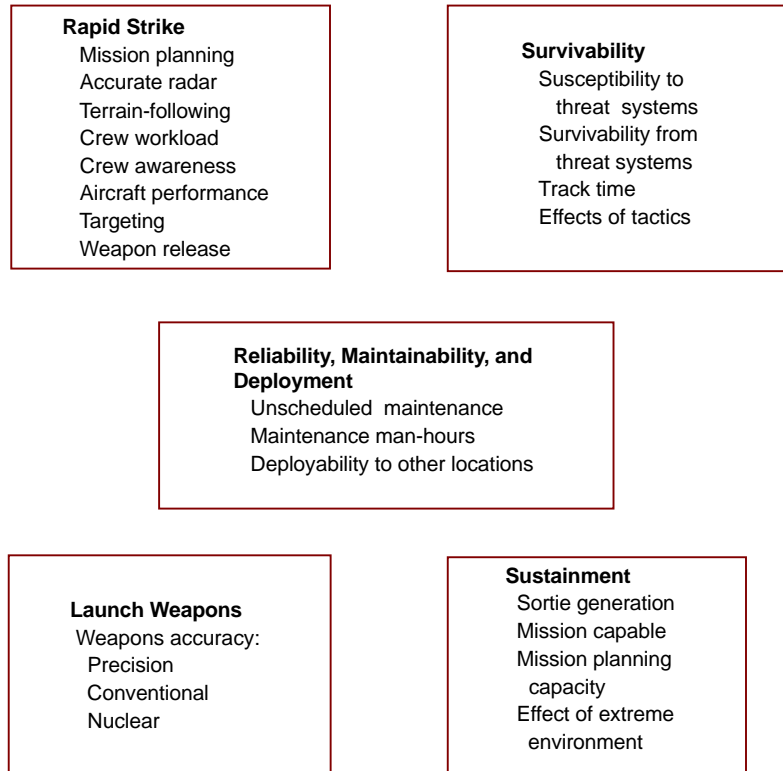 Rapid Strike
Mission planning
Accurate radar
Terrain-following
Crew workload
Crew awareness
Aircraft performance
Targeting
Weapon release
Survivability
Susceptibility to
threat systems
Survivability from
threat systems
Track time
Effects of tactics
Reliability, Maintainability, and
Deployment
Unscheduled maintenance
Maintenance man-hours
Deployability to other locations
Launch Weapons
Weapons accuracy:
Precision
Conventional
Nuclear
Sustainment
Sortie generation
Mission capable
Mission planning
capacity
Effect of extreme
environment